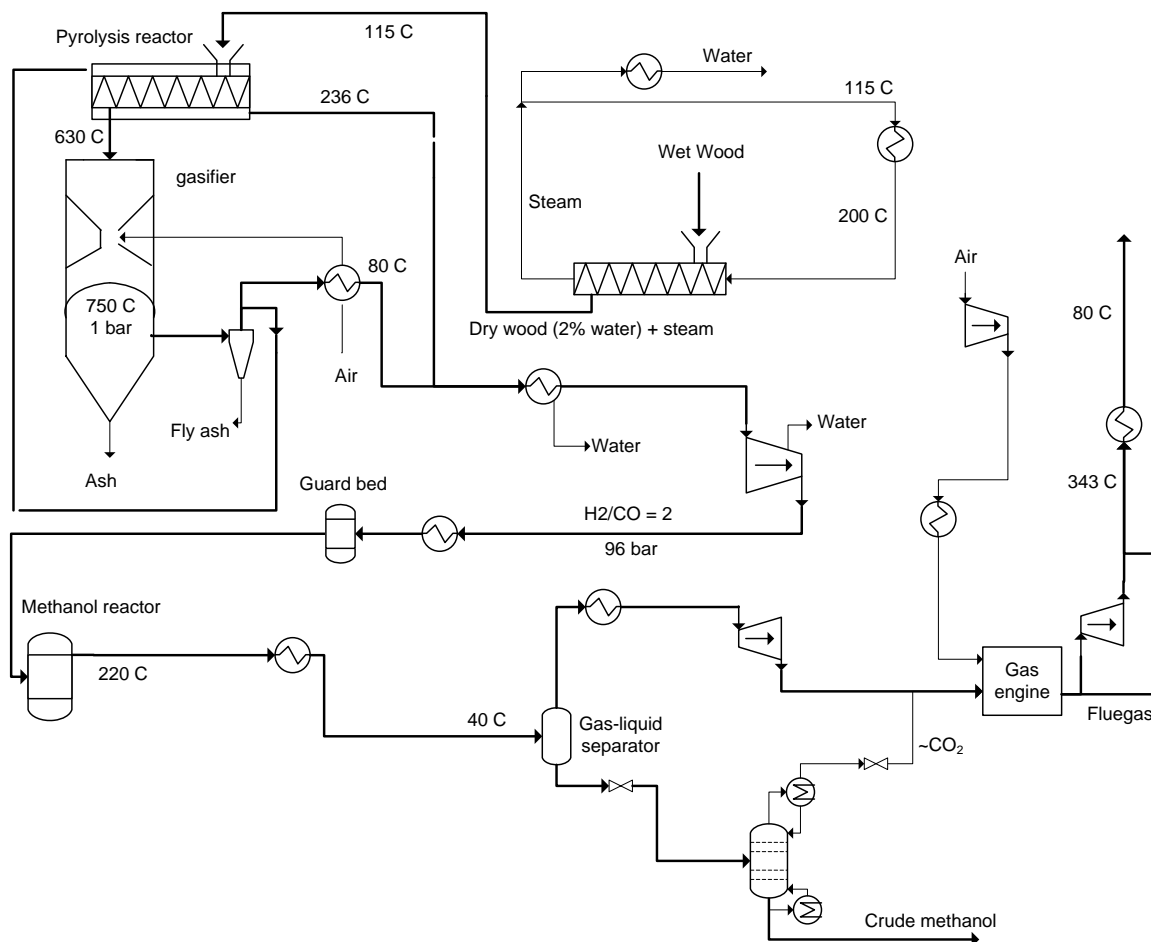 115 C
Pyrolysis reactor
Water
115 C
236 C
630 C
Wet Wood
gasifier
Steam
200 C
Air
80 C
750 C
1 bar
80 C
Dry wood (2% water) + steam
Air
Fly ash
Water
Water
Ash
Guard bed
H2/CO = 2
343 C
96 bar
Methanol reactor
220 C
Gas
engine
40 C
Gas-liquid
separator
Fluegas
~CO₂
Crude methanol